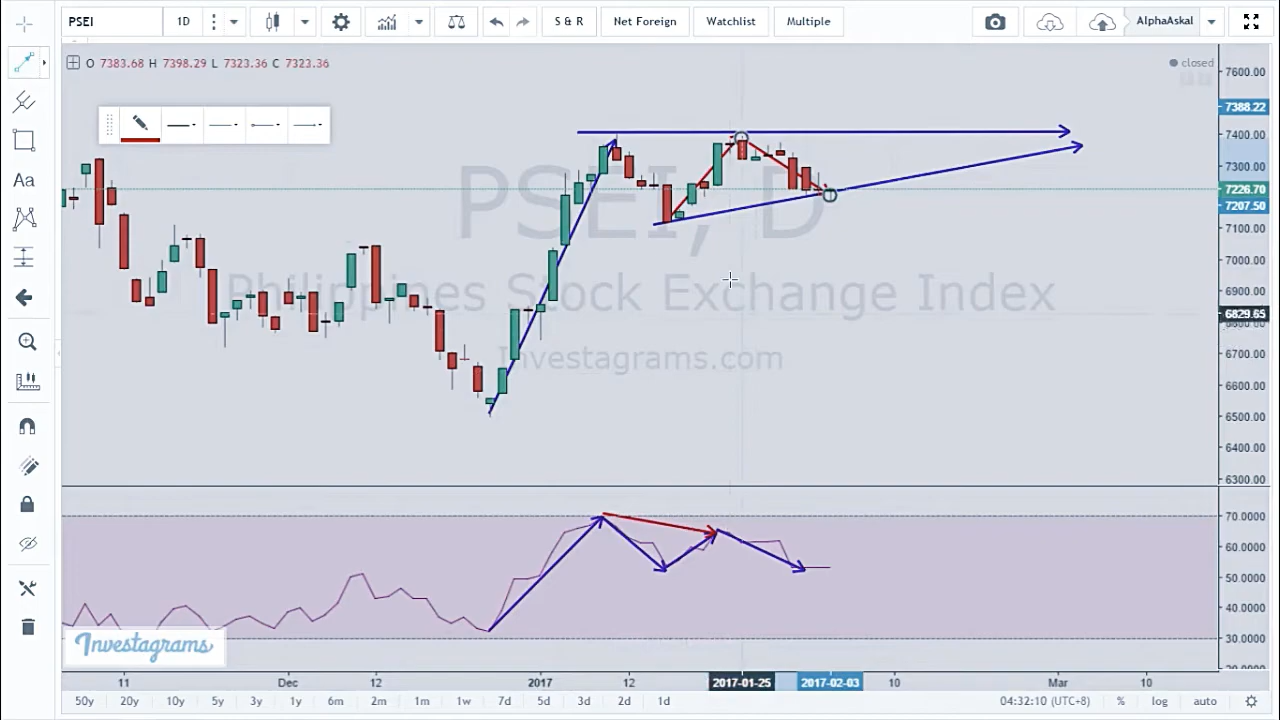 PSEI 1D S & R Net Foreign Watchlist Multiple AlphaAskal
O 7383.68 H 7398.29 L 7323.36 C 7323.36
closed
Aa
PSEI, D
Philippines Stock Exchange Index
Investagrams.com
7600.00
7388.22
7400.00
7300.00
7226.70
7207.50
7100.00
7000.00
6900.00
6829.65
6800.00
6700.00
6600.00
6500.00
6400.00
6300.00
70.0000
60.0000
50.0000
40.0000
30.0000
20.0000
Investagrams
11 Dec 12 2017 12 2017-01-25 2017-02-03 10 Mar 10
50y 20y 10y 5y 3y 1y 6m 2m 1m 1w 7d 5d 3d 2d 1d 04:32:10 (UTC+8) % log auto